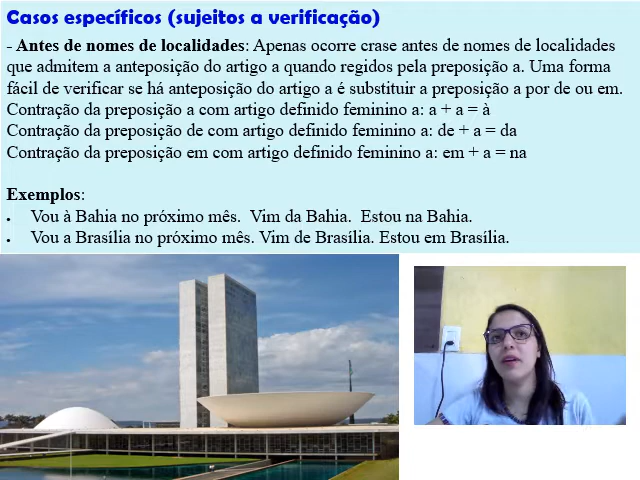 Casos específicos (sujeitos a verificação)
- Antes de nomes de localidades: Apenas ocorre crase antes de nomes de localidades
que admitem a anteposição do artigo a quando regidos pela preposição a. Uma forma
fácil de verificar se há anteposição do artigo a é substituir a preposição a por de ou em.
Contração da preposição a com artigo definido feminino a: a + a = à
Contração da preposição de com artigo definido feminino a: de + a = da
Contração da preposição em com artigo definido feminino a: em + a = na
Exemplos:
• Vou à Bahia no próximo mês. Vim da Bahia. Estou na Bahia.
• Vou a Brasília no próximo mês. Vim de Brasília. Estou em Brasília.